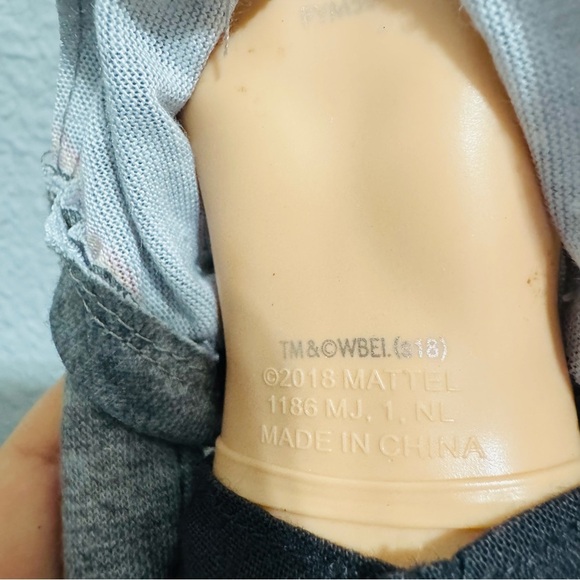 TM & ©WBEI. (s18)
©2018 MATTEL
1186 MJ, 1, NL
MADE IN CHINA